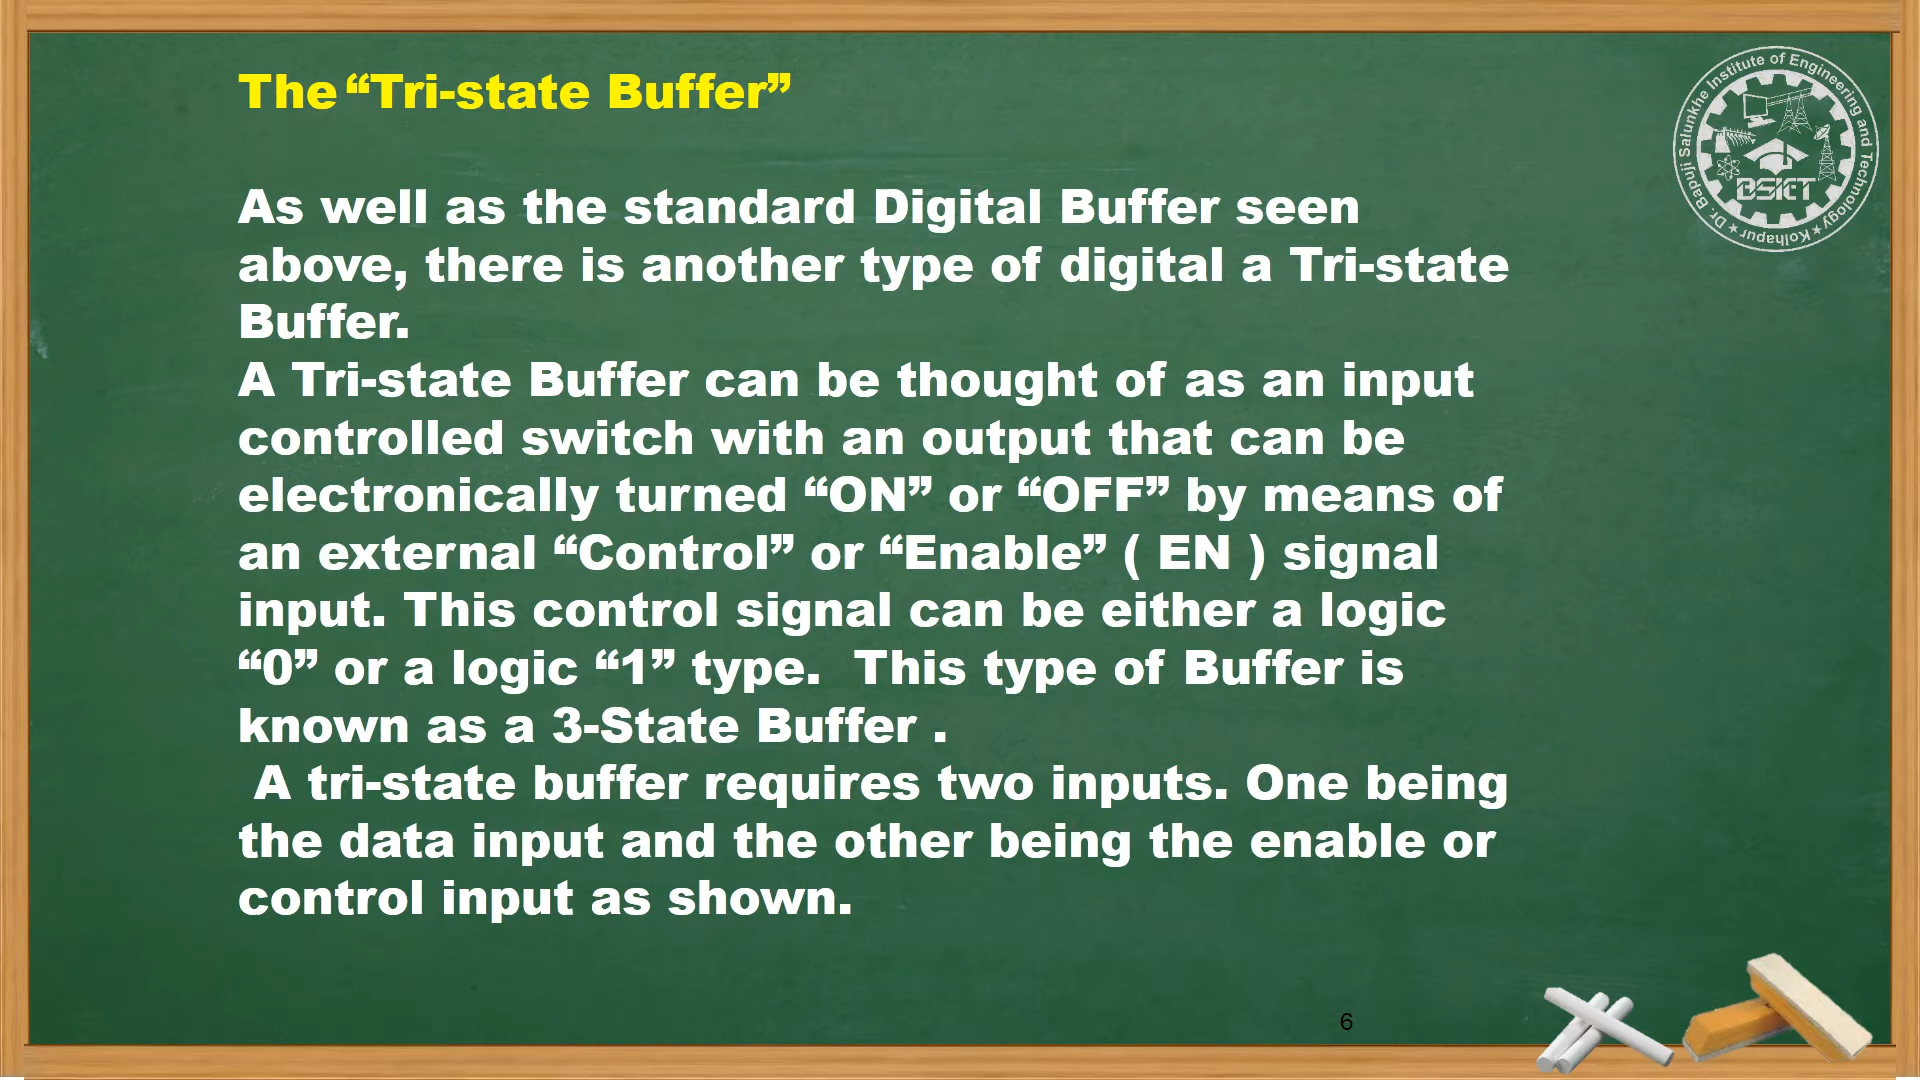 The “Tri-state Buffer”
As well as the standard Digital Buffer seen
above, there is another type of digital a Tri-state
Buffer.
A Tri-state Buffer can be thought of as an input
controlled switch with an output that can be
electronically turned “ON” or “OFF” by means of
an external “Control” or “Enable” ( EN ) signal
input. This control signal can be either a logic
“0” or a logic “1” type.  This type of Buffer is
known as a 3-State Buffer .
A tri-state buffer requires two inputs. One being
the data input and the other being the enable or
control input as shown.
Dr. Bapuji Salunkhe Institute of Engineering and Technology ★ Kolhapur ★
BSIET
6